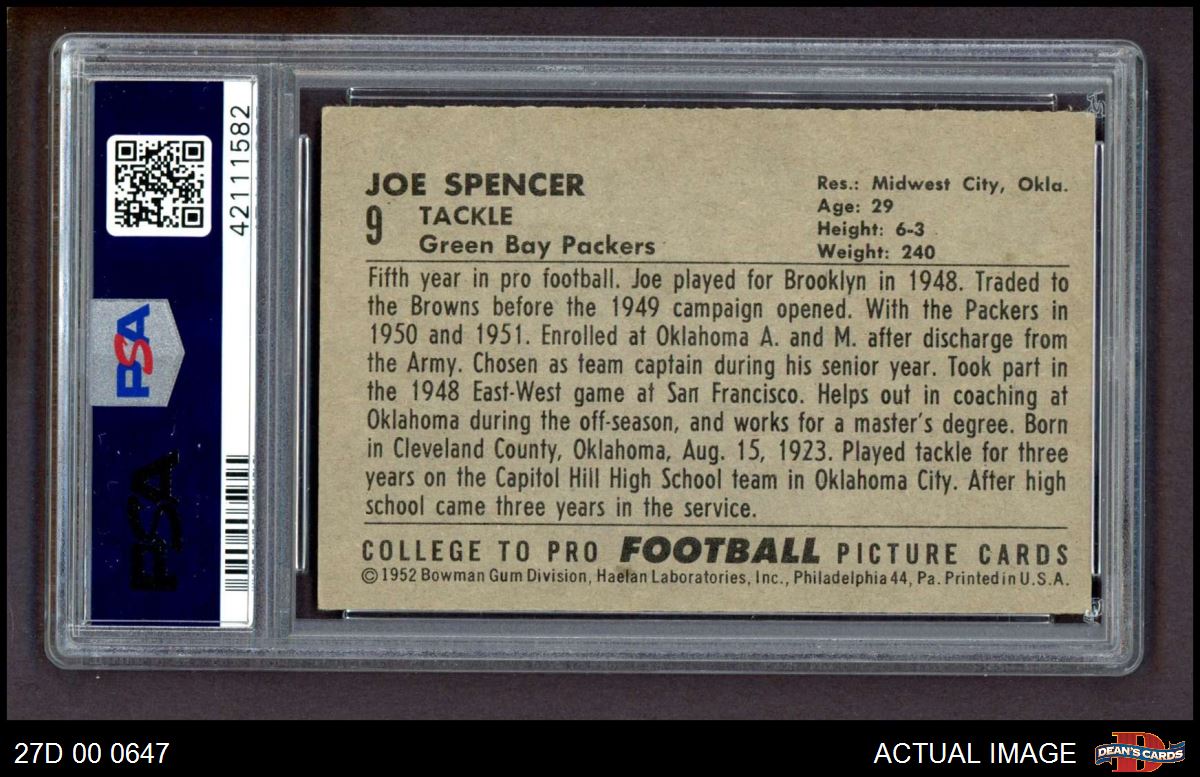 42111582
PSA
PSA
JOE SPENCER
9 TACKLE
Green Bay Packers
Res.: Midwest City, Okla.
Age: 29
Height: 6-3
Weight: 240
Fifth year in pro football. Joe played for Brooklyn in 1948. Traded to
the Browns before the 1949 campaign opened. With the Packers in
1950 and 1951. Enrolled at Oklahoma A. and M. after discharge from
the Army. Chosen as team captain during his senior year. Took part in
the 1948 East-West game at San Francisco. Helps out in coaching at
Oklahoma during the off-season, and works for a master's degree. Born
in Cleveland County, Oklahoma, Aug. 15, 1923. Played tackle for three
years on the Capitol Hill High School team in Oklahoma City. After high
school came three years in the service.
COLLEGE TO PRO FOOTBALL PICTURE CARDS
©1952 Bowman Gum Division, Haelan Laboratories, Inc., Philadelphia 44, Pa. Printed in U.S.A.
27D 00 0647
ACTUAL IMAGE
DEAN'S CARDS